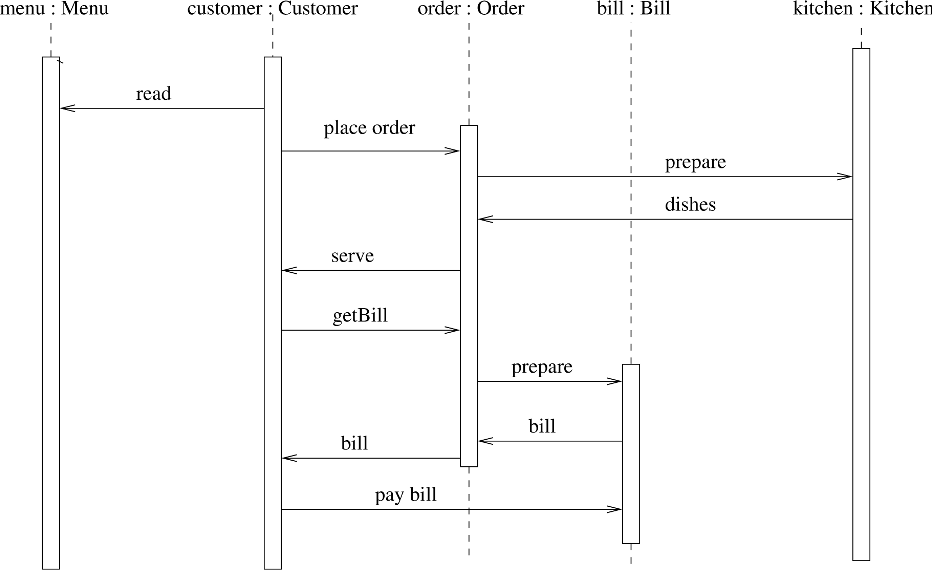 menu : Menu
customer : Customer
order : Order
bill : Bill
kitchen : Kitchen
read
place order
prepare
dishes
serve
getBill
prepare
bill
bill
pay bill